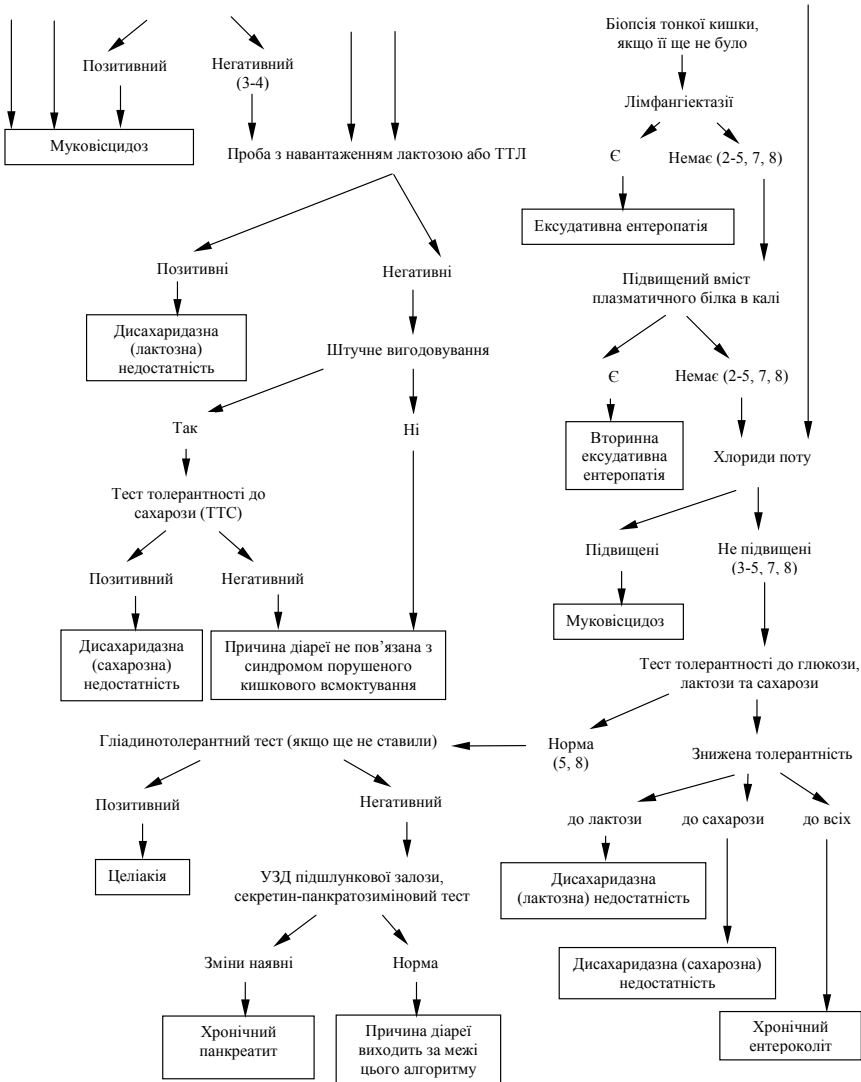 Біопсія тонкої кишки,
якщо її ще не було
Позитивний
Негативний
(3-4)
Лімфангіектазії
Муковісцидоз
Проба з навантаженням лактозою або ТТЛ
Є
Немає (2-5, 7, 8)
Ексудативна ентеропатія
Позитивні
Негативні
Підвищений вміст
плазматичного білка в калі
Дисахаридазна
(лактозна)
недостатність
Штучне вигодовування
Є
Немає (2-5, 7, 8)
Так
Ні
Вторинна
ексудативна
ентеропатія
Хлориди поту
Тест толерантності до
сахарози (ТТС)
Підвищені
Не підвищені
(3-5, 7, 8)
Позитивний
Негативний
Муковісцидоз
Дисахаридазна
(сахарозна)
недостатність
Причина діареї не пов’язана з
синдромом порушеного
кишкового всмоктування
Тест толерантності до глюкози,
лактози та сахарози
Гліадинотолерантний тест (якщо ще не ставили)
Норма
(5, 8)
Знижена толерантність
Позитивний
Негативний
до лактози
до сахарози
до всіх
Целіакія
УЗД підшлункової залози,
секретин-панкратозиміновий тест
Дисахаридазна
(лактозна) недостатність
Зміни наявні
Норма
Дисахаридазна (сахарозна)
недостатність
Хронічний
панкреатит
Причина діареї
виходить за межі
цього алгоритму
Хронічний
ентероколіт